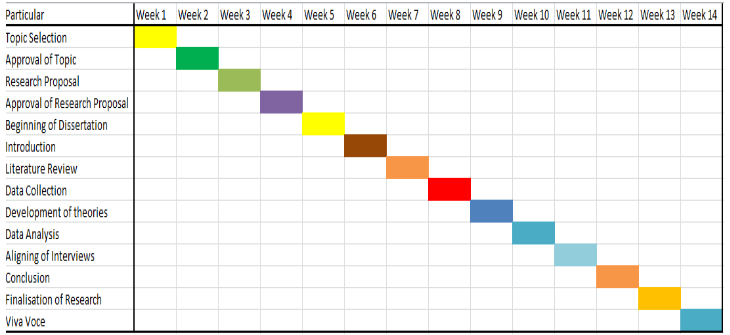 Particular Week 1 Week 2 Week 3 Week 4 Week 5 Week 6 Week 7 Week 8 Week 9 Week 10 Week 11 Week 12 Week 13 Week 14
Topic Selection
Approval of Topic
Research Proposal
Approval of Research Proposal
Beginning of Dissertation
Introduction
Literature Review
Data Collection
Development of theories
Data Analysis
Aligning of Interviews
Conclusion
Finalisation of Research
Viva Voce